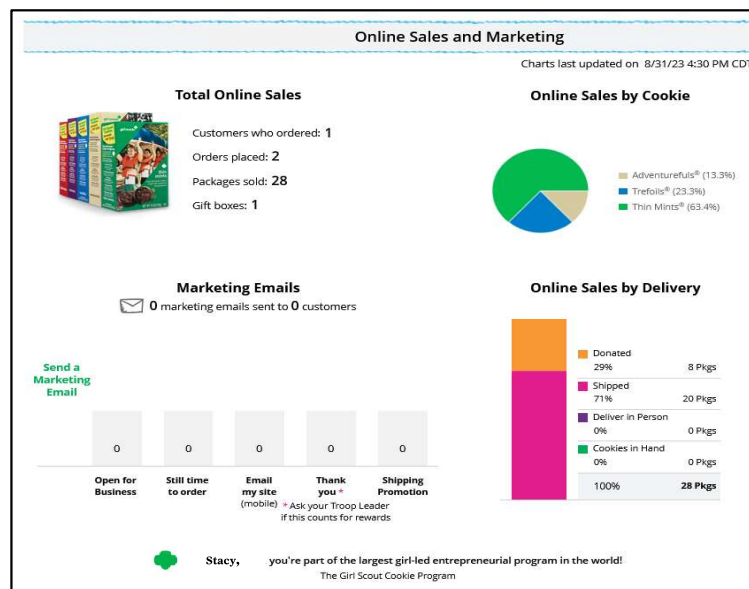 Online Sales and Marketing
Charts last updated on 8/31/23 4:30 PM CDT
Total Online Sales
Customers who ordered: 1
Orders placed: 2
Packages sold: 28
Gift boxes: 1
Online Sales by Cookie
Adventurefuls® (13.3%)
Trefoils® (23.3%)
Thin Mints® (63.4%)
Marketing Emails
0 marketing emails sent to 0 customers
Send a
Marketing
Email
0 0 0 0 0
Open for Business
Still time to order
Email my site (mobile)
Thank you *
Shipping Promotion
* Ask your Troop Leader
if this counts for rewards
Online Sales by Delivery
Donated
29% 8 Pkgs
Shipped
71% 20 Pkgs
Deliver in Person
0% 0 Pkgs
Cookies in Hand
0% 0 Pkgs
100% 28 Pkgs
Stacy, you're part of the largest girl-led entrepreneurial program in the world!
The Girl Scout Cookie Program